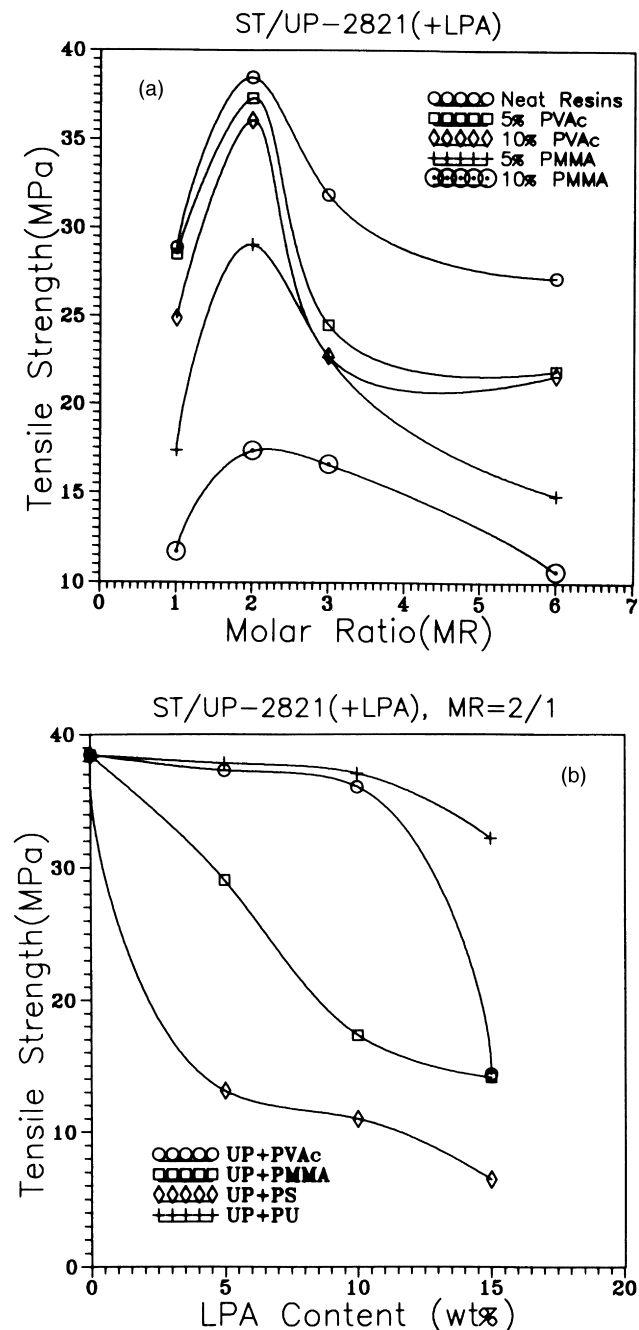 ST/UP-2821(+LPA)
(a)
Neat Resins
5% PVAc
10% PVAc
5% PMMA
10% PMMA
Tensile Strength(MPa)
40
35
30
25
20
15
10
0 1 2 3 4 5 6 7
Molar Ratio(MR)
ST/UP-2821(+LPA), MR=2/1
(b)
Tensile Strength(MPa)
40
30
20
10
0
UP+PVAc
UP+PMMA
UP+PS
UP+PU
0 5 10 15 20
LPA Content (wt%)